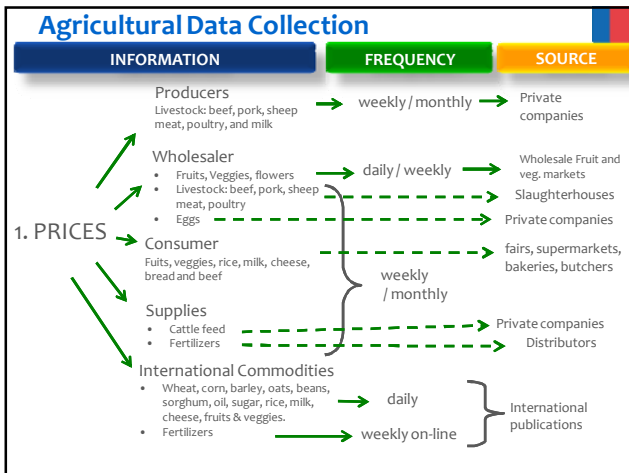 Agricultural Data Collection
INFORMATION
FREQUENCY
SOURCE
1. PRICES
Producers
Livestock: beef, pork, sheep
meat, poultry, and milk
weekly / monthly
Private
companies
Wholesaler
• Fruits, Veggies, flowers
daily / weekly
Wholesale Fruit and
veg. markets
• Livestock: beef, pork, sheep
meat, poultry
Slaughterhouses
• Eggs
Private companies
Consumer
Fuits, veggies, rice, milk, cheese,
bread and beef
fairs, supermarkets,
bakeries, butchers
weekly
/ monthly
Supplies
• Cattle feed
Private companies
• Fertilizers
Distributors
International Commodities
• Wheat, corn, barley, oats, beans,
sorghum, oil, sugar, rice, milk,
cheese, fruits & veggies.
daily
• Fertilizers
weekly on-line
International
publications